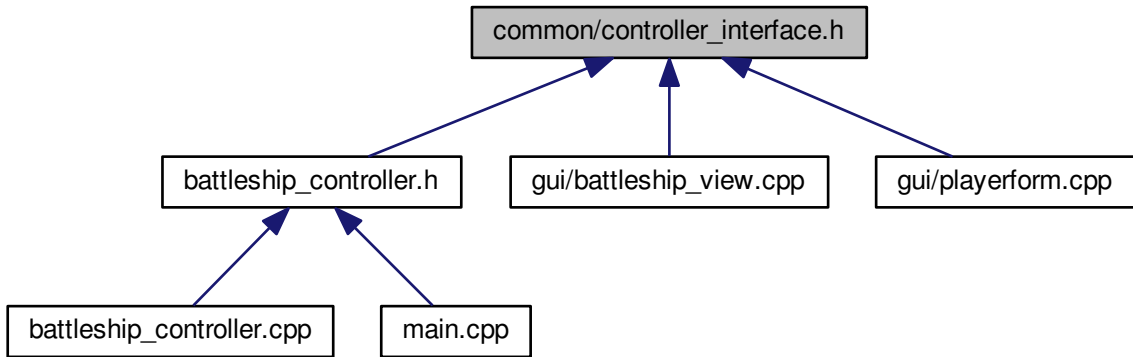 common/controller_interface.h
battleship_controller.h
gui/battleship_view.cpp
gui/playerform.cpp
battleship_controller.cpp
main.cpp